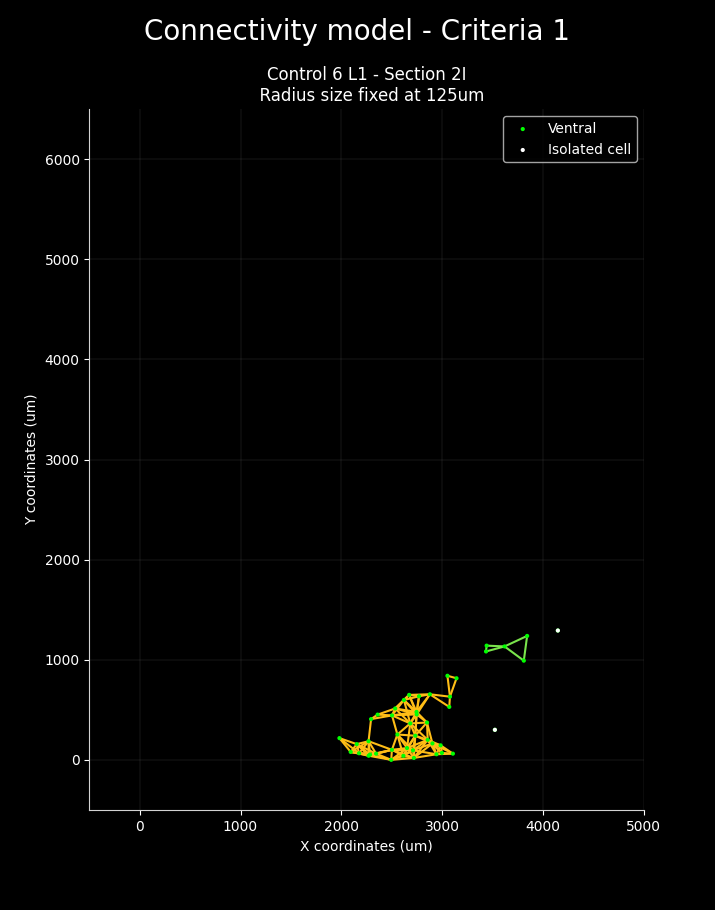 Connectivity model - Criteria 1
Control 6 L1 - Section 2I
Radius size fixed at 125um
Ventral
Isolated cell
6000
5000
4000
3000
2000
1000
0
Y coordinates (um)
0 1000 2000 3000 4000 5000
X coordinates (um)